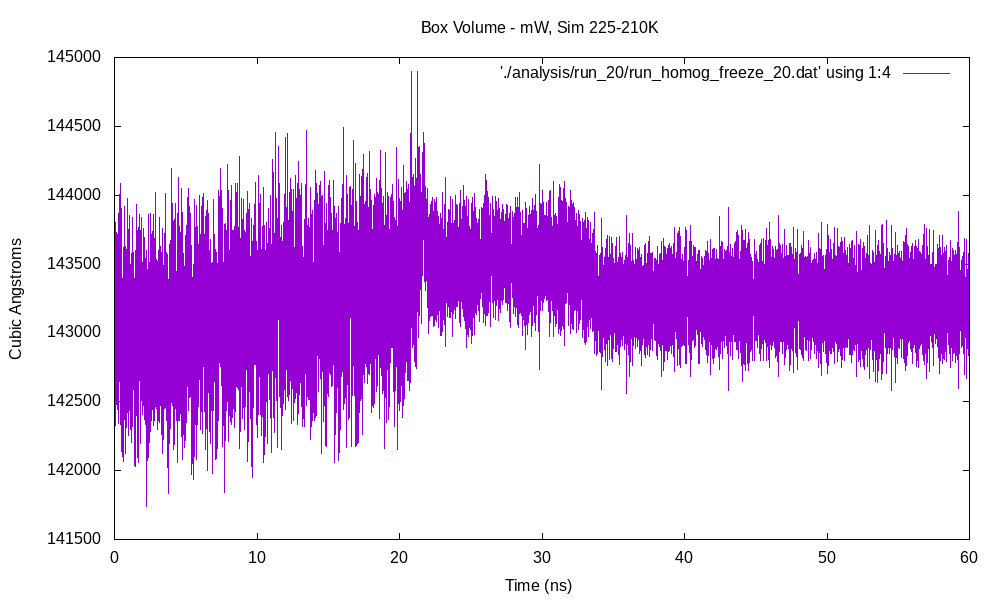 Box Volume - mW, Sim 225-210K
'./analysis/run_20/run_homog_freeze_20.dat' using 1:4
145000
144500
144000
143500
143000
142500
142000
141500
Cubic Angstroms
0 10 20 30 40 50 60
Time (ns)